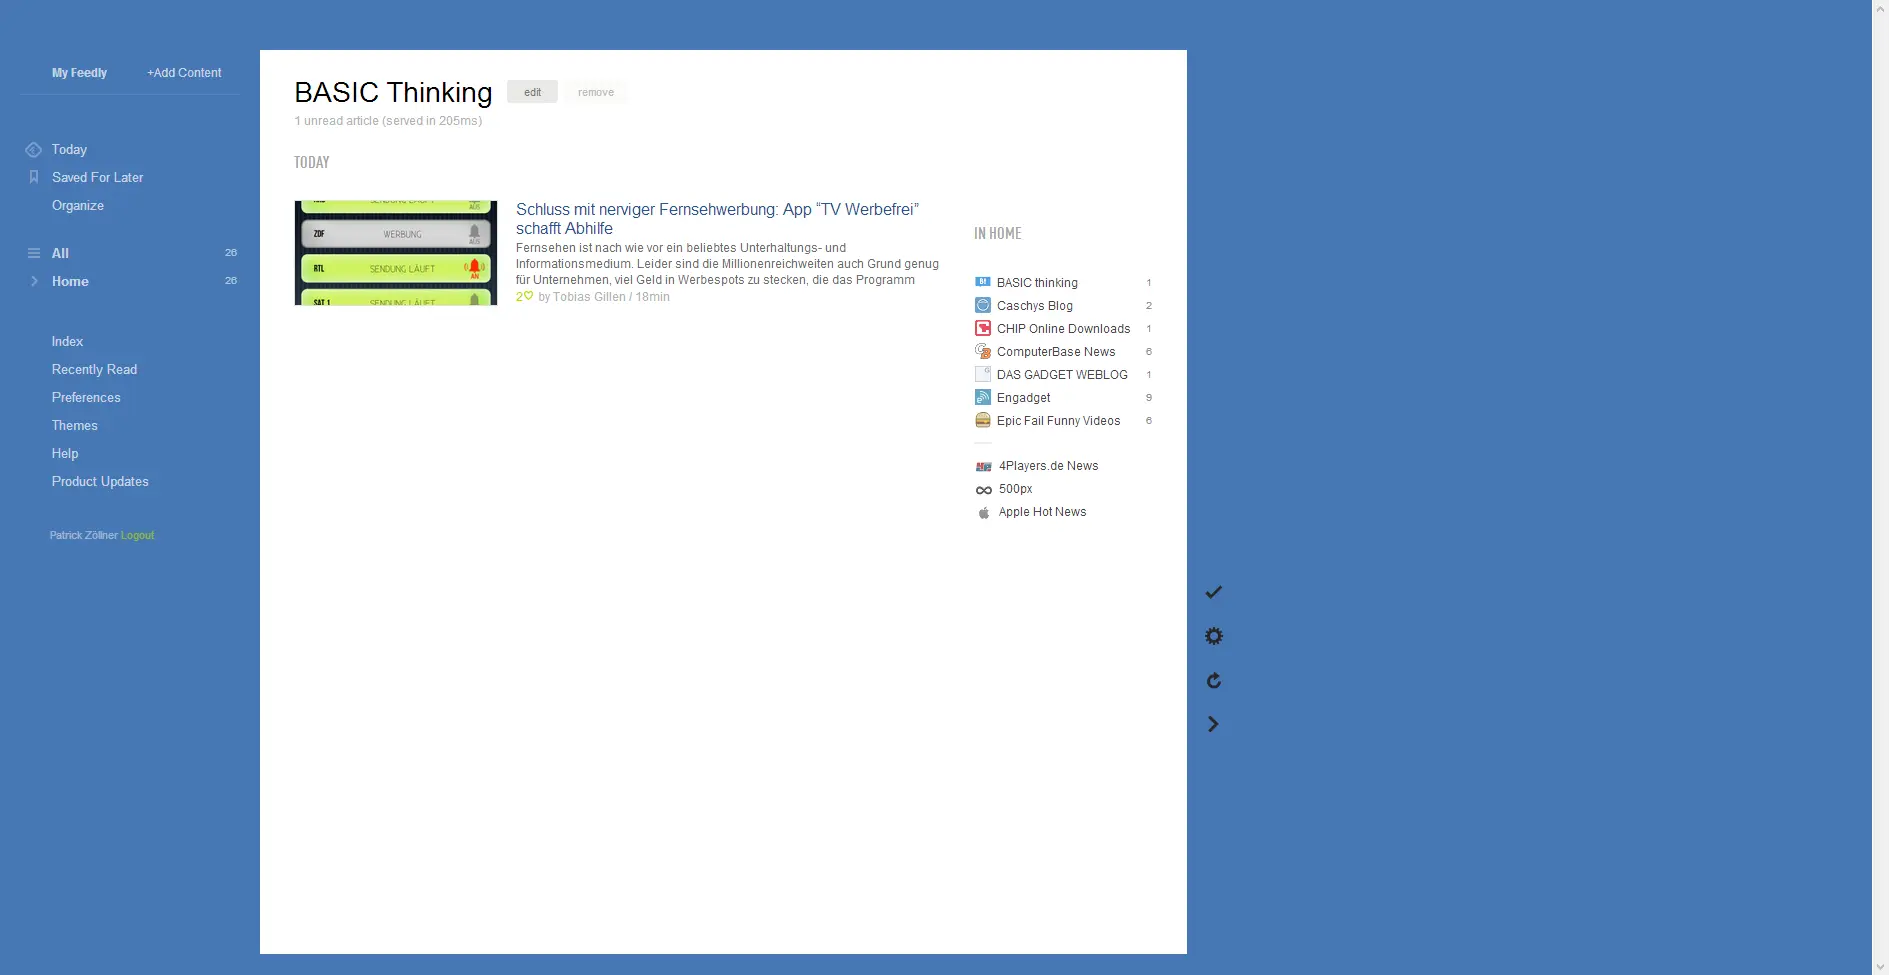 My Feedly
+Add Content
Today
Saved For Later
Organize
All 26
Home 26
Index
Recently Read
Preferences
Themes
Help
Product Updates
Patrick Zöllner Logout
BASIC Thinking edit remove
1 unread article (served in 205ms)
TODAY
SENDUNG LÄUFT AUS
ZDF WERBUNG AUS
RTL SENDUNG LÄUFT AN
SAT 1 SENDUNG LÄUFT
Schluss mit nerviger Fernsehwerbung: App “TV Werbefrei”
schafft Abhilfe
Fernsehen ist nach wie vor ein beliebtes Unterhaltungs- und
Informationsmedium. Leider sind die Millionenreichweiten auch Grund genug
für Unternehmen, viel Geld in Werbespots zu stecken, die das Programm
2 by Tobias Gillen / 18min
IN HOME
BASIC thinking 1
Caschys Blog 2
CHIP Online Downloads 1
ComputerBase News 6
DAS GADGET WEBLOG 1
Engadget 9
Epic Fail Funny Videos 6
4Players.de News
500px
Apple Hot News